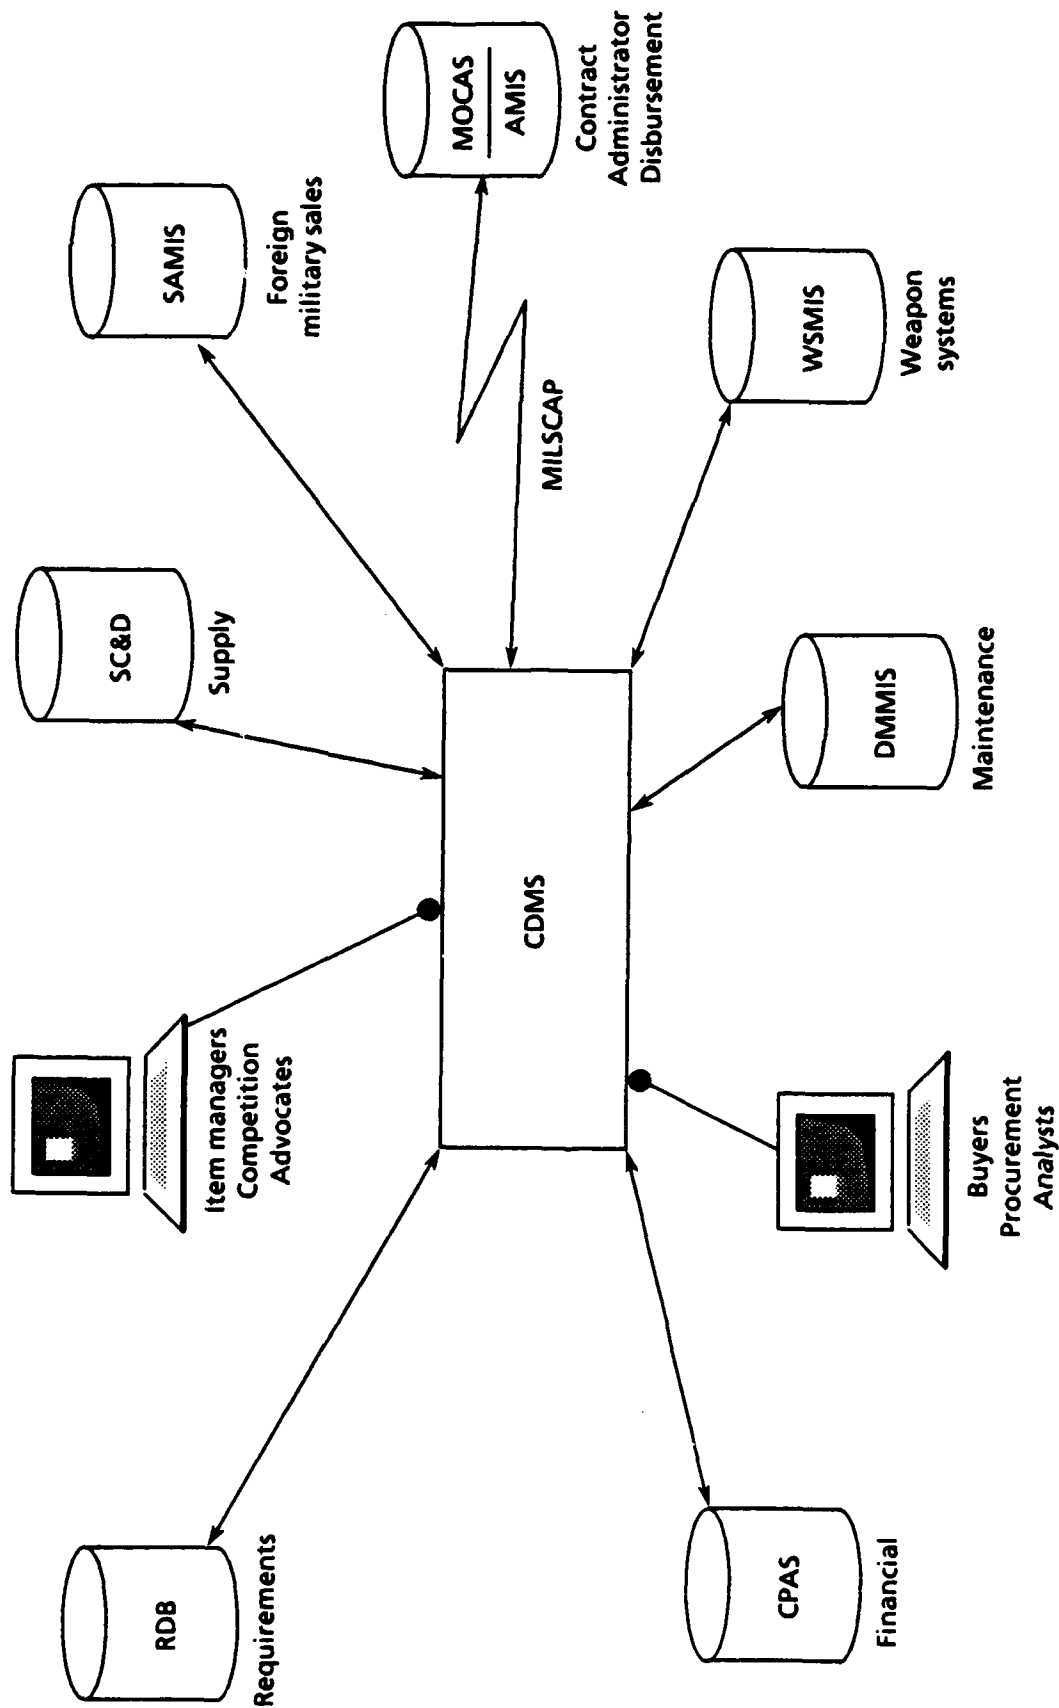 RDB
Requirements
Item managers
Competition
Advocates
SC&D
Supply
SAMIS
Foreign
military sales
MOCAS
AMIS
Contract
Administrator
Disbursement
MILSCAP
CDMS
CPAS
Financial
Buyers
Procurement
Analysts
DMMIS
Maintenance
WSMIS
Weapon
systems